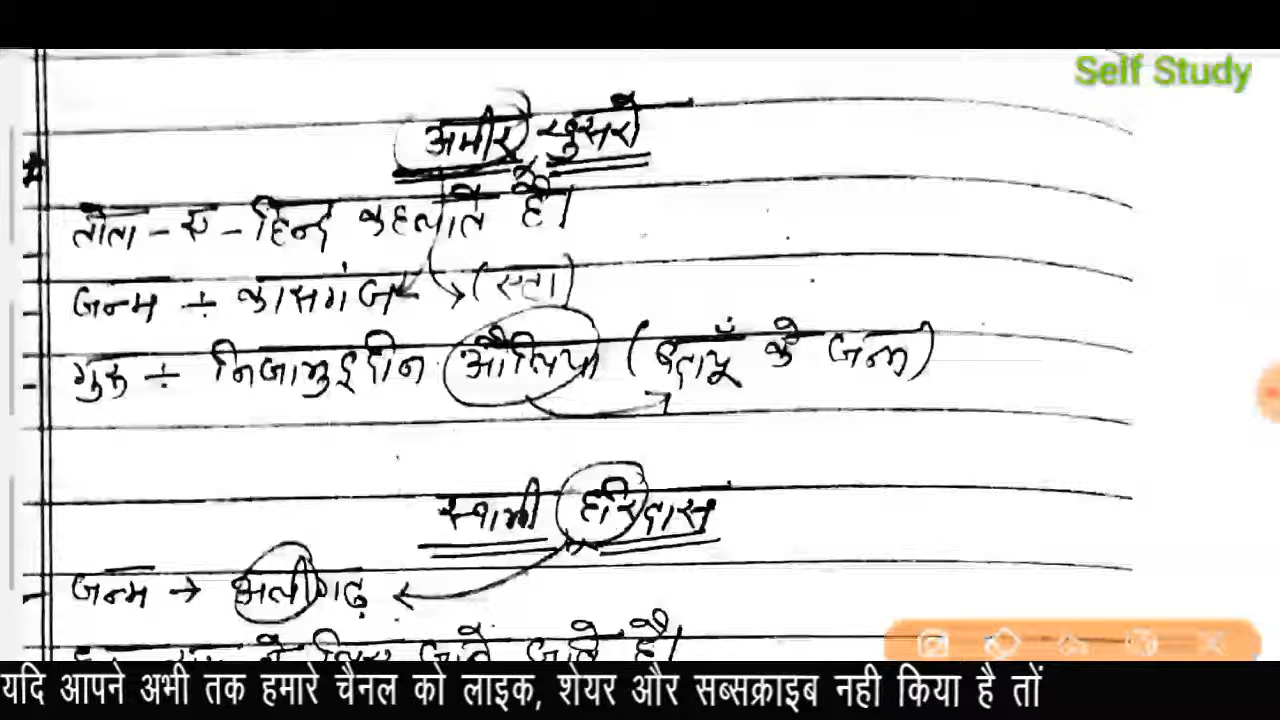 Self Study
अमीर खुसरो
तोता - ए - हिन्द कहलाते है।
जन्म ÷ कासगंज → (एटा)
गुरु ÷ निजामुद्दीन औलिया (बदायूँ के जन्म)
स्वामी हरिदास
जन्म → अलीगढ़
जाने जाते है।
यदि आपने अभी तक हमारे चैनल को लाइक, शेयर और सब्सक्राइब नही किया है तों